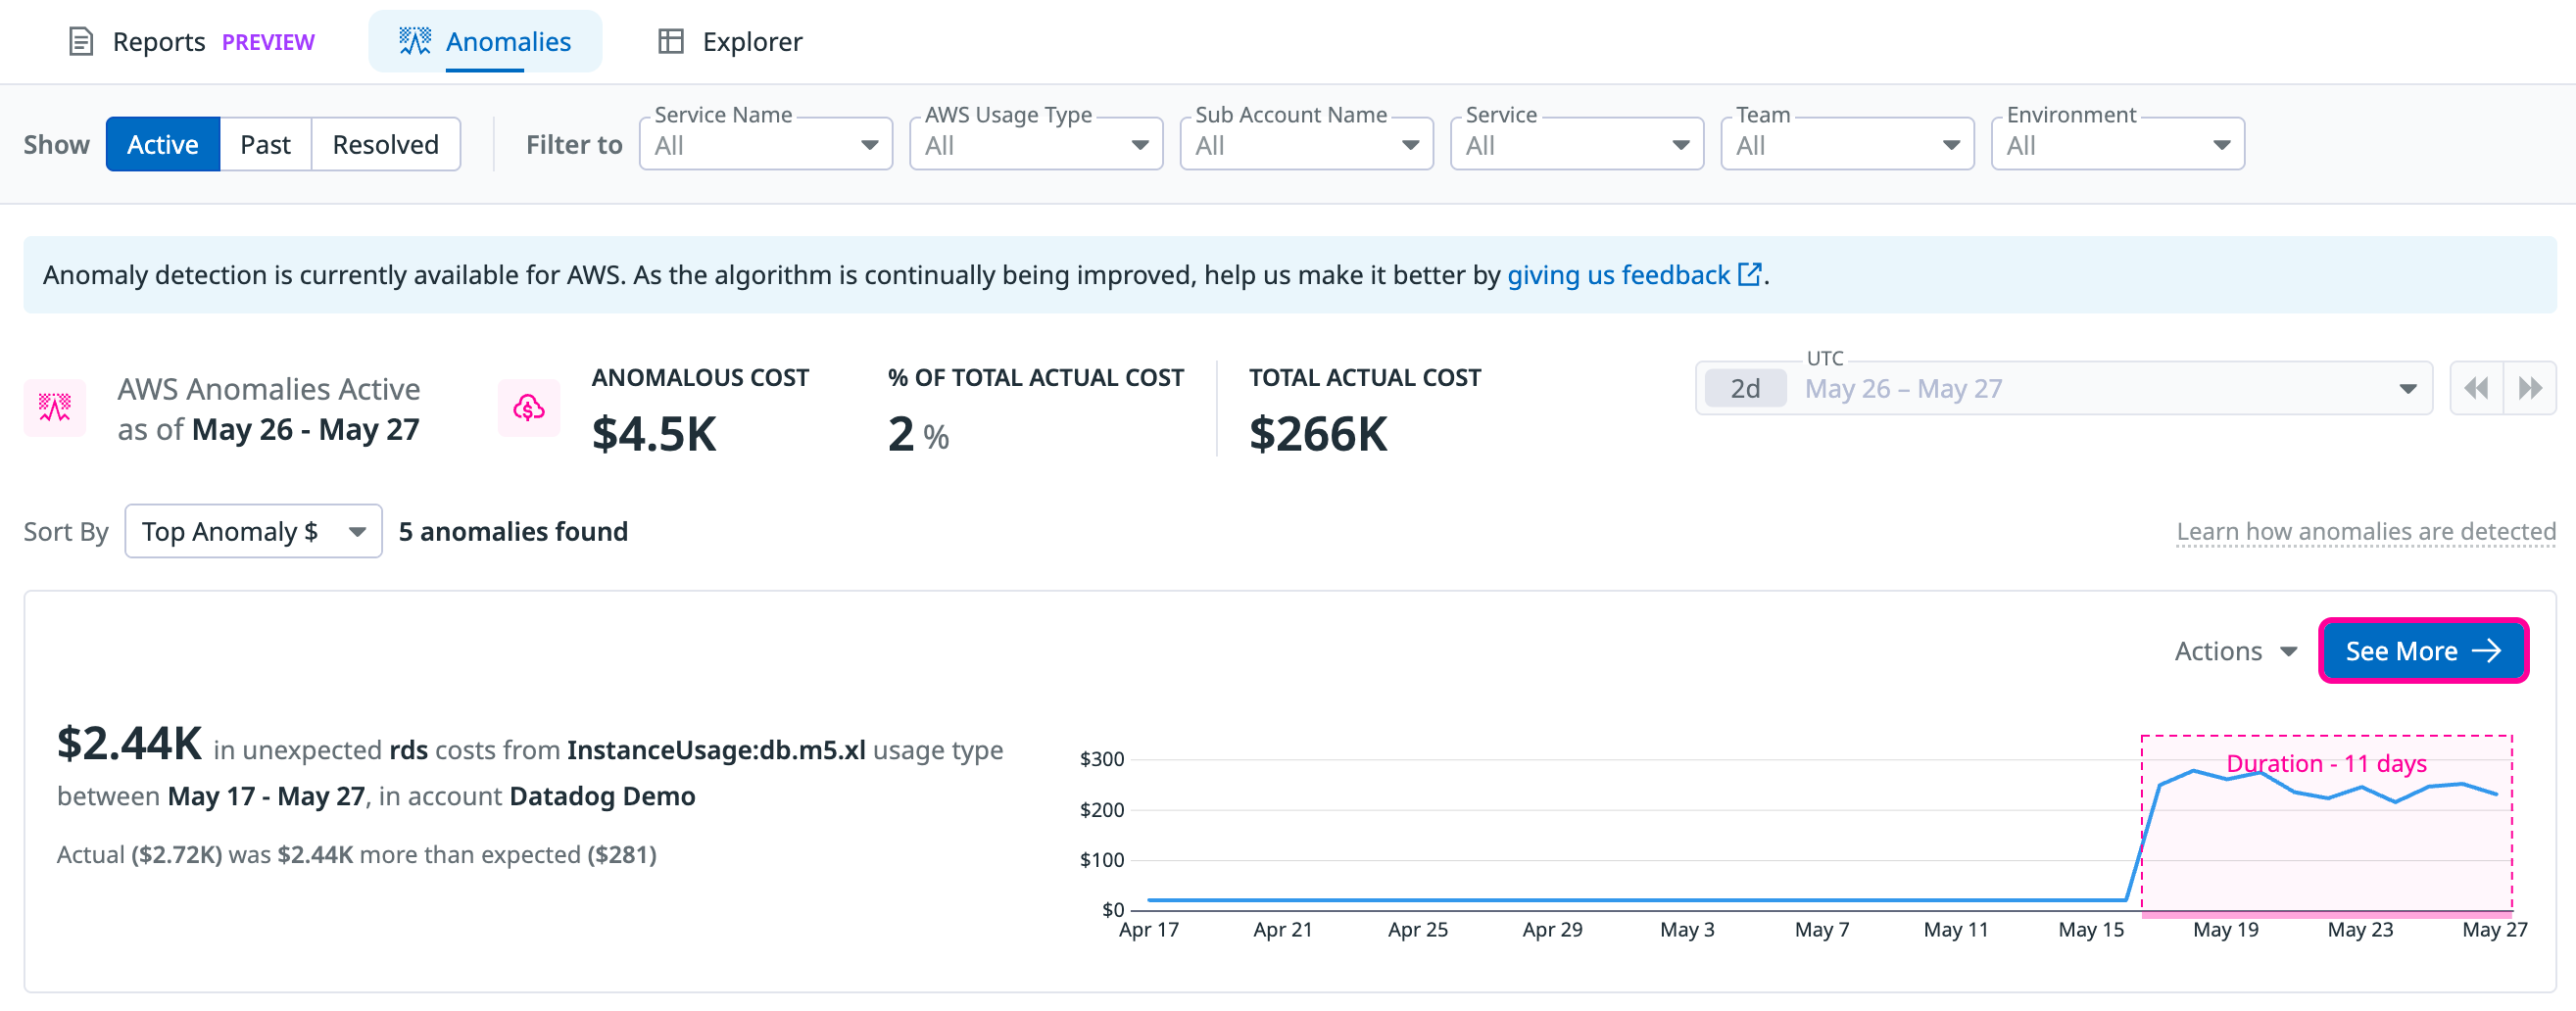 Reports PREVIEW Anomalies Explorer
Show Active Past Resolved Filter to Service Name All AWS Usage Type All Sub Account Name All Service All Team All Environment All
Anomaly detection is currently available for AWS. As the algorithm is continually being improved, help us make it better by giving us feedback.
AWS Anomalies Active
as of May 26 - May 27
ANOMALOUS COST
$4.5K
% OF TOTAL ACTUAL COST
2 %
TOTAL ACTUAL COST
$266K
UTC
2d May 26 – May 27
Sort By Top Anomaly $ 5 anomalies found Learn how anomalies are detected
Actions See More
$2.44K in unexpected rds costs from InstanceUsage:db.m5.xl usage type
between May 17 - May 27, in account Datadog Demo
Actual ($2.72K) was $2.44K more than expected ($281)
Duration - 11 days
$300
$200
$100
$0
Apr 17 Apr 21 Apr 25 Apr 29 May 3 May 7 May 11 May 15 May 19 May 23 May 27